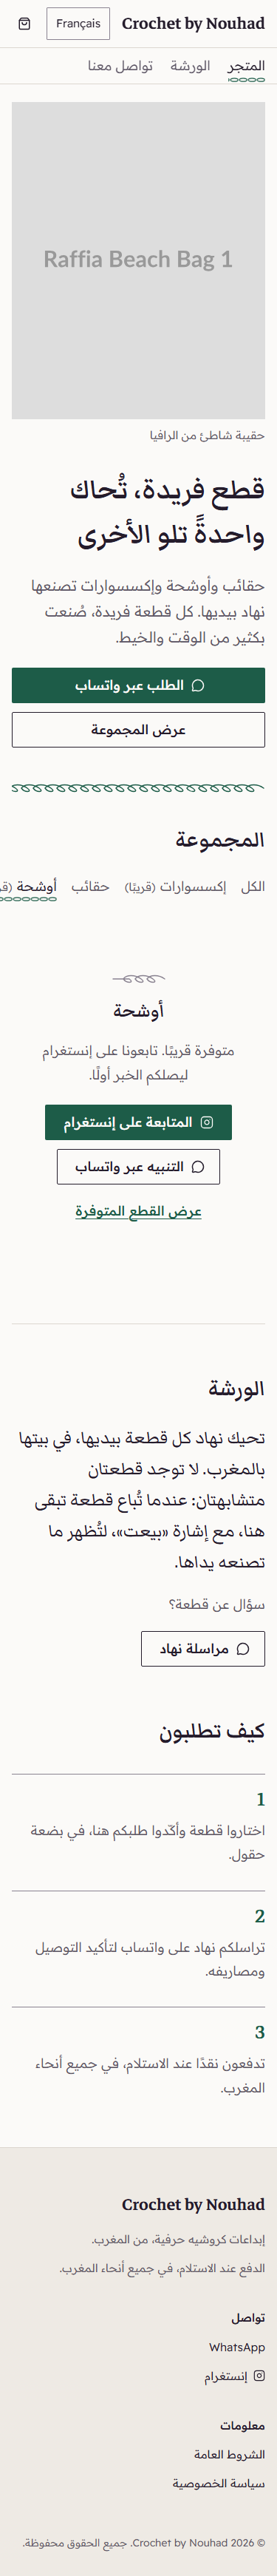 Crochet by Nouhad
Français
المتجر
الورشة
تواصل معنا
Raffia Beach Bag 1
حقيبة شاطئ من الرافيا
قطع فريدة، تُحاك
واحدةً تلو الأخرى
حقائب وأوشحة وإكسسوارات تصنعها
نهاد بيديها. كل قطعة فريدة، صُنعت
بكثير من الوقت والخيط.
الطلب عبر واتساب
عرض المجموعة
المجموعة
الكل
إكسسوارات (قريبًا)
حقائب
أوشحة
أوشحة
متوفرة قريبًا. تابعونا على إنستغرام
ليصلكم الخبر أولًا.
المتابعة على إنستغرام
التنبيه عبر واتساب
عرض القطع المتوفرة
الورشة
تحيك نهاد كل قطعة بيديها، في بيتها
بالمغرب. لا توجد قطعتان
متشابهتان: عندما تُباع قطعة تبقى
هنا، مع إشارة «بيعت»، لتُظهر ما
تصنعه يداها.
سؤال عن قطعة؟
مراسلة نهاد
كيف تطلبون
1
اختاروا قطعة وأكّدوا طلبكم هنا، في بضعة
حقول.
2
تراسلكم نهاد على واتساب لتأكيد التوصيل
ومصاريفه.
3
تدفعون نقدًا عند الاستلام، في جميع أنحاء
المغرب.
Crochet by Nouhad
إبداعات كروشيه حرفية، من المغرب.
الدفع عند الاستلام، في جميع أنحاء المغرب.
تواصل
WhatsApp
إنستغرام
معلومات
الشروط العامة
سياسة الخصوصية
© 2026 Crochet by Nouhad. جميع الحقوق محفوظة.